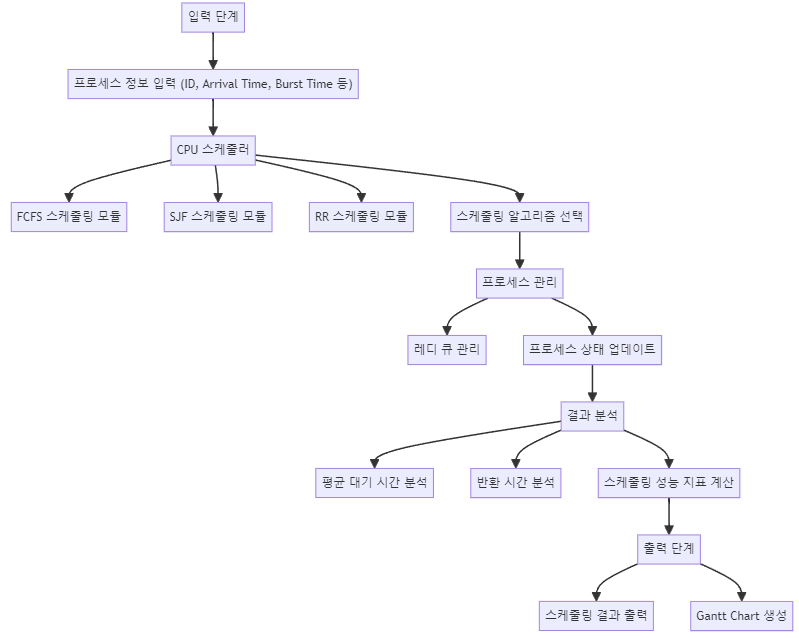 입력 단계
프로세스 정보 입력 (ID, Arrival Time, Burst Time 등)
CPU 스케줄러
FCFS 스케줄링 모듈
SJF 스케줄링 모듈
RR 스케줄링 모듈
스케줄링 알고리즘 선택
프로세스 관리
레디 큐 관리
프로세스 상태 업데이트
결과 분석
평균 대기 시간 분석
반환 시간 분석
스케줄링 성능 지표 계산
출력 단계
스케줄링 결과 출력
Gantt Chart 생성